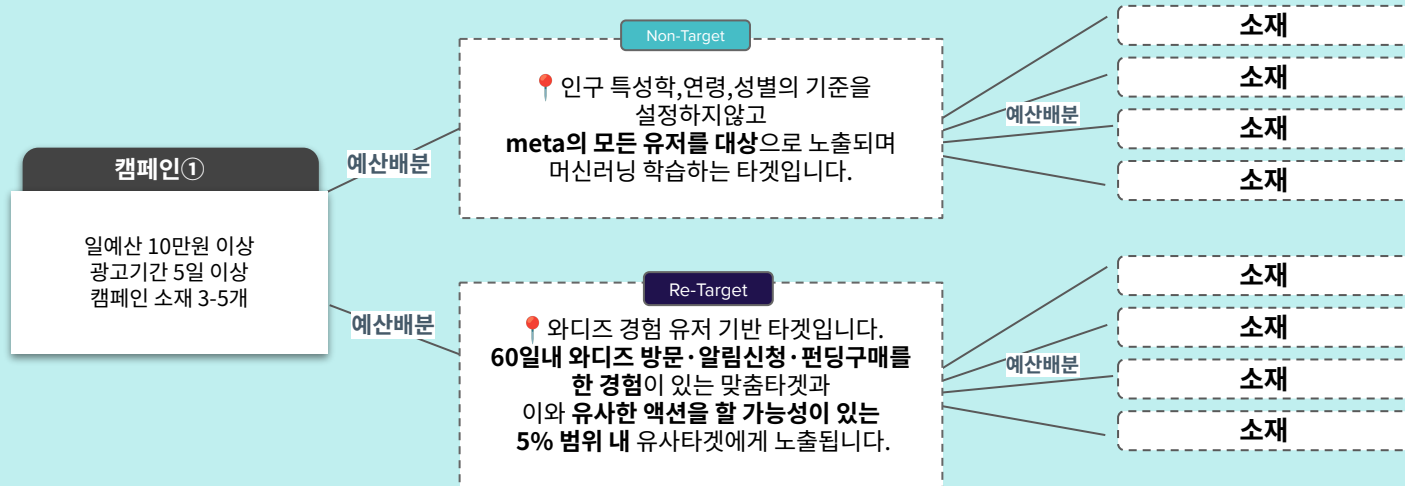 캠페인①
일예산 10만원 이상
광고기간 5일 이상
캠페인 소재 3-5개
예산배분
예산배분
Non-Target
📍인구 특성학,연령,성별의 기준을
설정하지않고
meta의 모든 유저를 대상으로 노출되며
머신러닝 학습하는 타겟입니다.
예산배분
소재
소재
소재
소재
Re-Target
📍와디즈 경험 유저 기반 타겟입니다.
60일내 와디즈 방문·알림신청·펀딩구매를
한 경험이 있는 맞춤타겟과
이와 유사한 액션을 할 가능성이 있는
5% 범위 내 유사타겟에게 노출됩니다.
예산배분
소재
소재
소재
소재